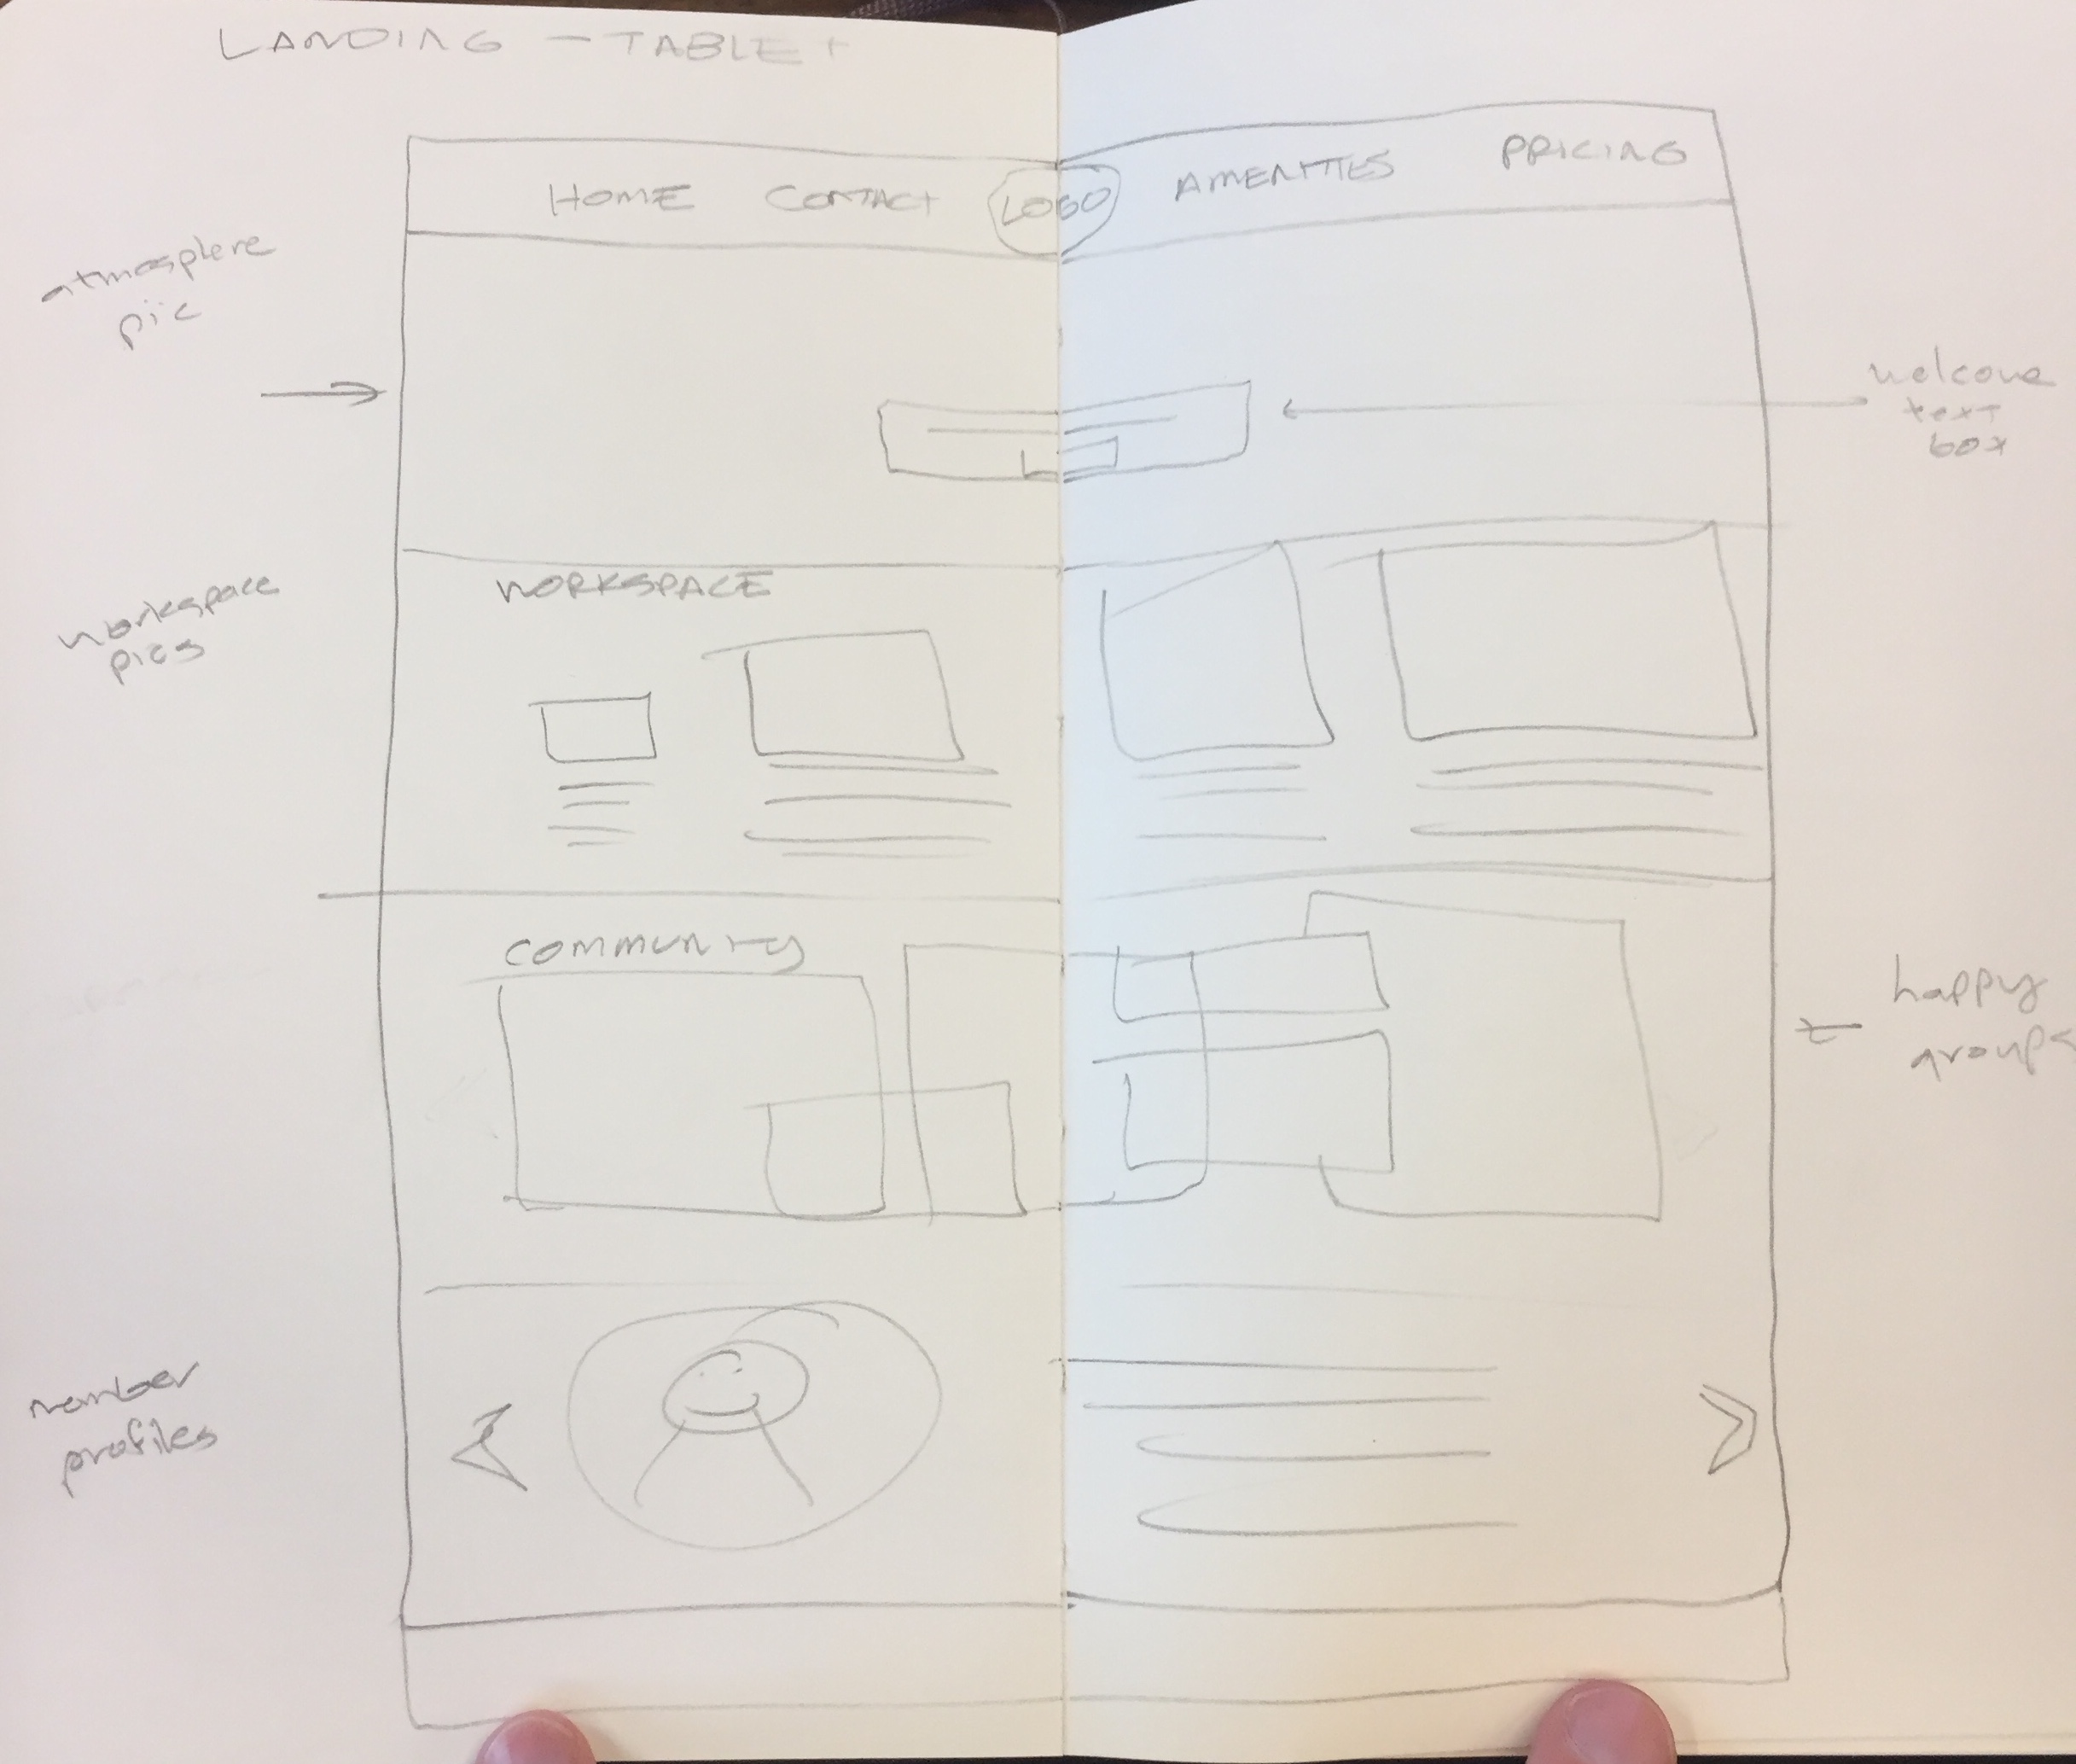 LANDING - TABLET
HOME CONTACT LOGO AMENITIES PRICING
atmosphere
pic
welcome
text
box
WORKSPACE
workspace
pics
COMMUNITY
happy
groups
member
profiles